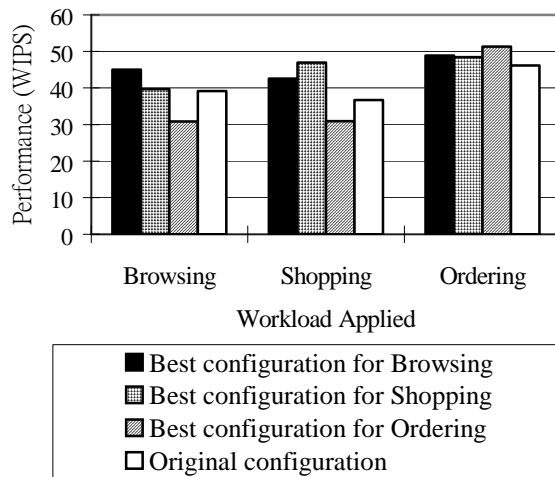 60
50
40
30
20
10
0
Performance (WIPS)
Browsing Shopping Ordering
Workload Applied
Best configuration for Browsing
Best configuration for Shopping
Best configuration for Ordering
Original configuration